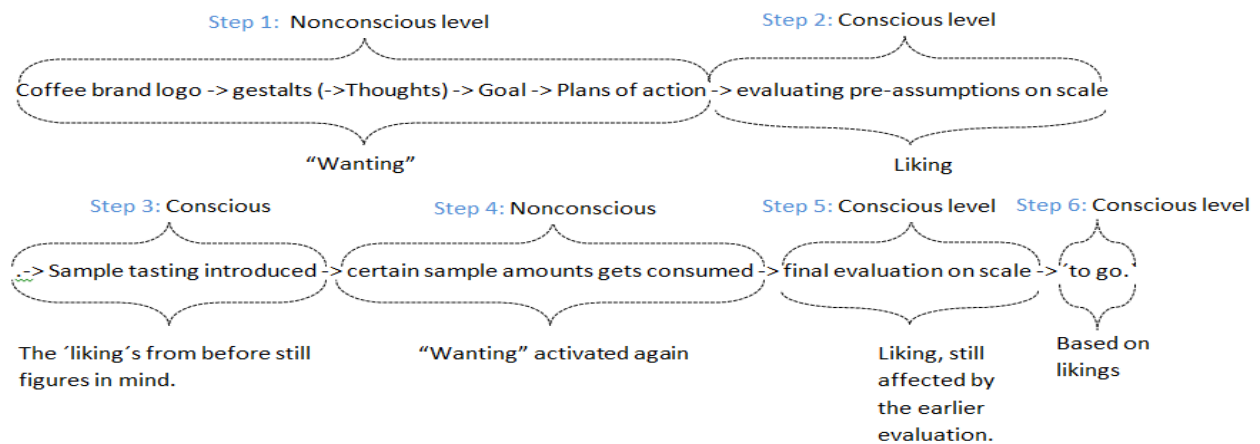 Step 1: Nonconscious level
Step 2: Conscious level
Coffee brand logo -> gestalts (->Thoughts) -> Goal -> Plans of action -> evaluating pre-assumptions on scale
“Wanting”
Liking
Step 3: Conscious
Step 4: Nonconscious
Step 5: Conscious level
Step 6: Conscious level
.-> Sample tasting introduced -> certain sample amounts gets consumed -> final evaluation on scale -> ´to go.´
The ´liking´s from before still
figures in mind.
“Wanting” activated again
Liking, still
affected by
the earlier
evaluation.
Based on
likings